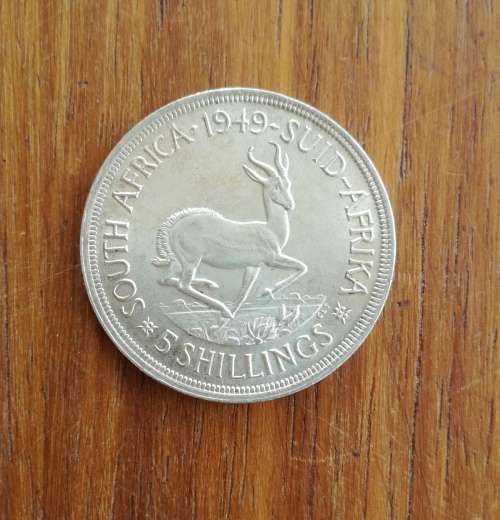 SOUTH AFRICA · 1949 - SUID-AFRIKA
5 SHILLINGS